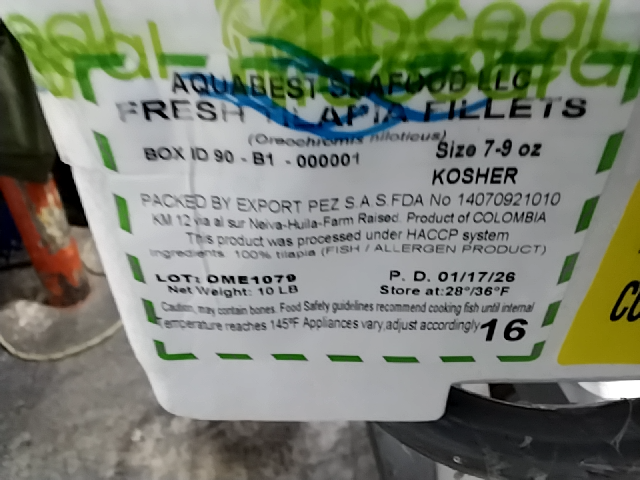 AQUABEST SEAFOOD LLC
FRESH TILAPIA FILLETS
(Oreochromis niloticus)
BOX ID 90 - B1 - 000001
Size 7-9 oz
KOSHER
PACKED BY EXPORT PEZ S.A.S.FDA No 14070921010
KM 12 via al sur Neiva-Huila-Farm Raised. Product of COLOMBIA
This product was processed under HACCP system
Ingredients: 100% tilapia (FISH / ALLERGEN PRODUCT)
LOT: DME1079
P. D. 01/17/26
Net Weight: 10 LB
Store at:28°/36°F
Caution, may contain bones. Food Safety guidelines recommend cooking fish until internal
Temperature reaches 145°F Appliances vary,adjust accordingly
16